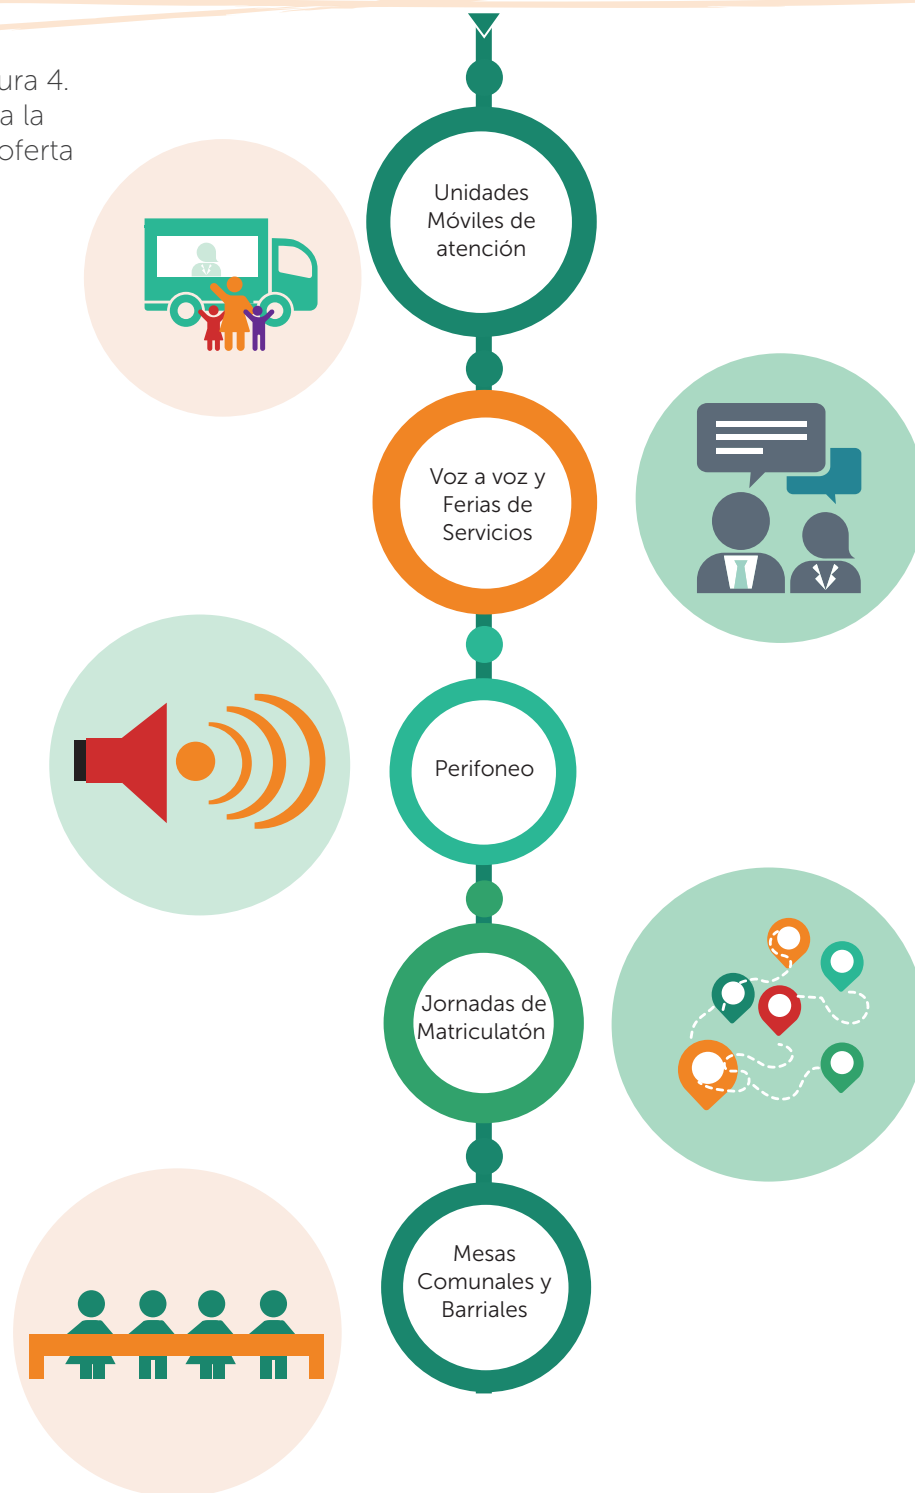 ura 4.
a la
oferta
Unidades
Móviles de
atención
Voz a voz y
Ferias de
Servicios
Perifoneo
Jornadas de
Matriculatón
Mesas
Comunales y
Barriales